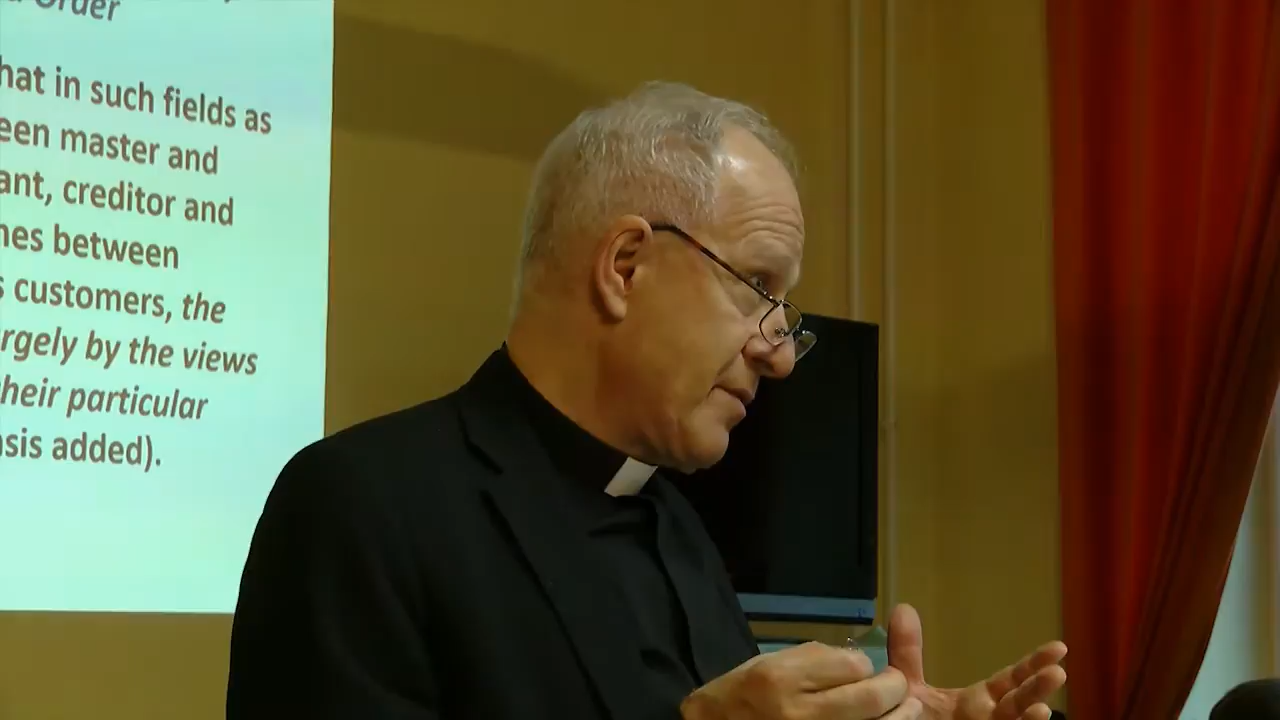 Order
hat in such fields as
een master and
ant, creditor and
nes between
s customers, the
rgely by the views
heir particular
sis added).